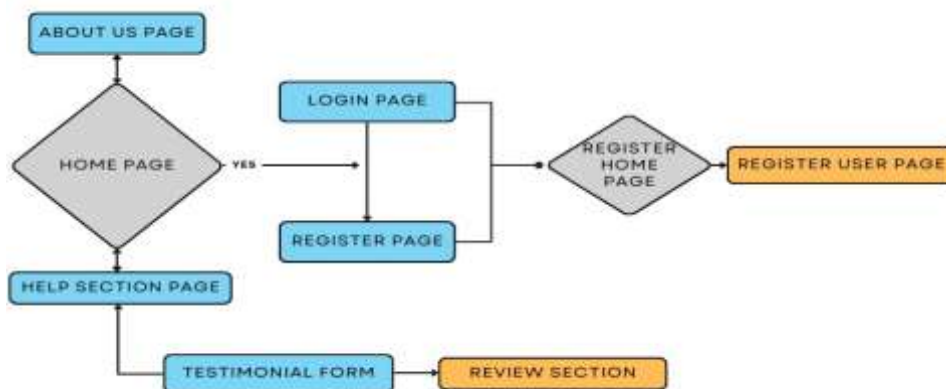 ABOUT US PAGE
LOGIN PAGE
HOME PAGE
YES
REGISTER
HOME
PAGE
REGISTER USER PAGE
REGISTER PAGE
HELP SECTION PAGE
TESTIMONIAL FORM
REVIEW SECTION